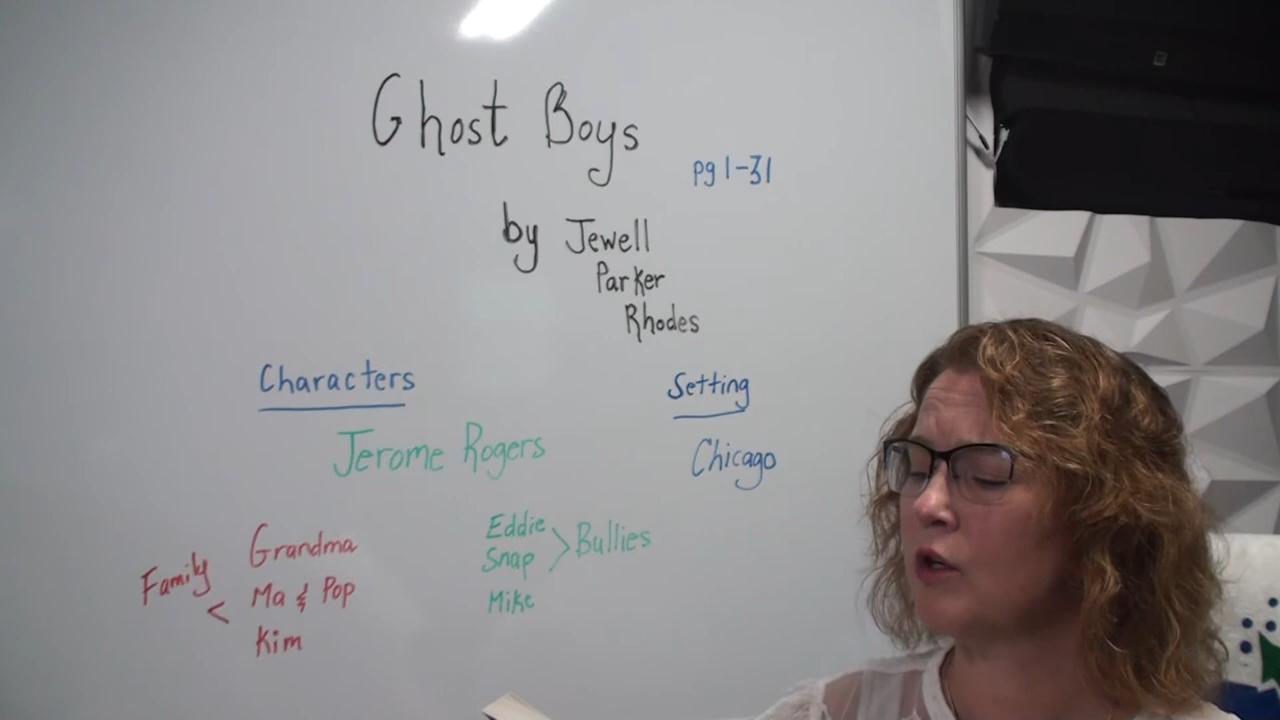 Ghost Boys
pg 1-31
by Jewell
Parker
Rhodes
Characters
Setting
Jerome Rogers
Chicago
Family < Grandma
Ma & Pop
Kim
Eddie
Snap > Bullies
Mike